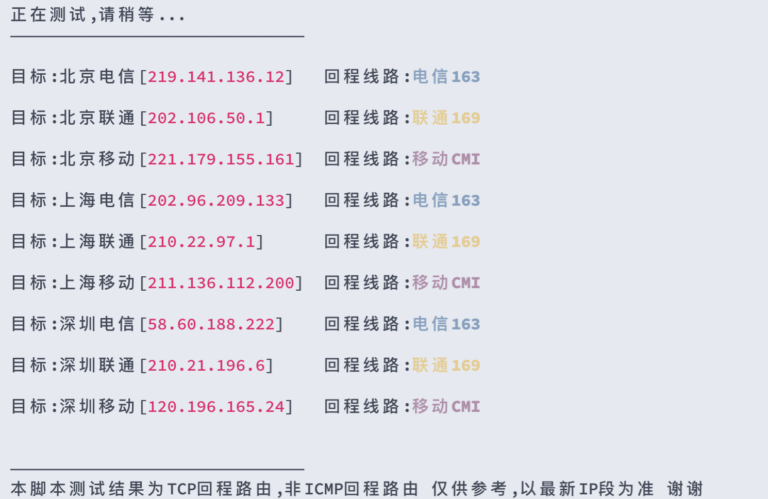 正在测试,请稍等...
目标:北京电信[219.141.136.12] 回程线路:电信163
目标:北京联通[202.106.50.1] 回程线路:联通169
目标:北京移动[221.179.155.161] 回程线路:移动CMI
目标:上海电信[202.96.209.133] 回程线路:电信163
目标:上海联通[210.22.97.1] 回程线路:联通169
目标:上海移动[211.136.112.200] 回程线路:移动CMI
目标:深圳电信[58.60.188.222] 回程线路:电信163
目标:深圳联通[210.21.196.6] 回程线路:联通169
目标:深圳移动[120.196.165.24] 回程线路:移动CMI
本脚本测试结果为TCP回程路由,非ICMP回程路由 仅供参考,以最新IP段为准 谢谢